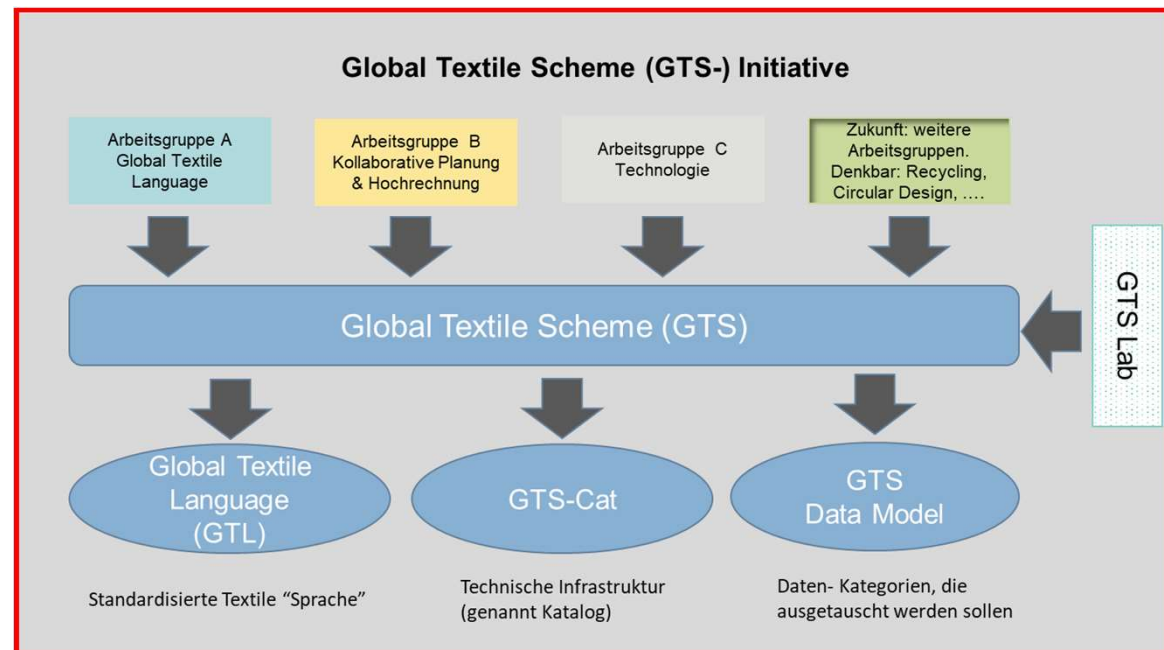 Global Textile Scheme (GTS-) Initiative
Arbeitsgruppe A
Global Textile
Language
Arbeitsgruppe B
Kollaborative Planung
& Hochrechnung
Arbeitsgruppe C
Technologie
Zukunft: weitere
Arbeitsgruppen.
Denkbar: Recycling,
Circular Design, ....
GTS Lab
Global Textile Scheme (GTS)
Global Textile
Language
(GTL)
GTS-Cat
GTS
Data Model
Standardisierte Textile “Sprache”
Technische Infrastruktur
(genannt Katalog)
Daten- Kategorien, die
ausgetauscht werden sollen